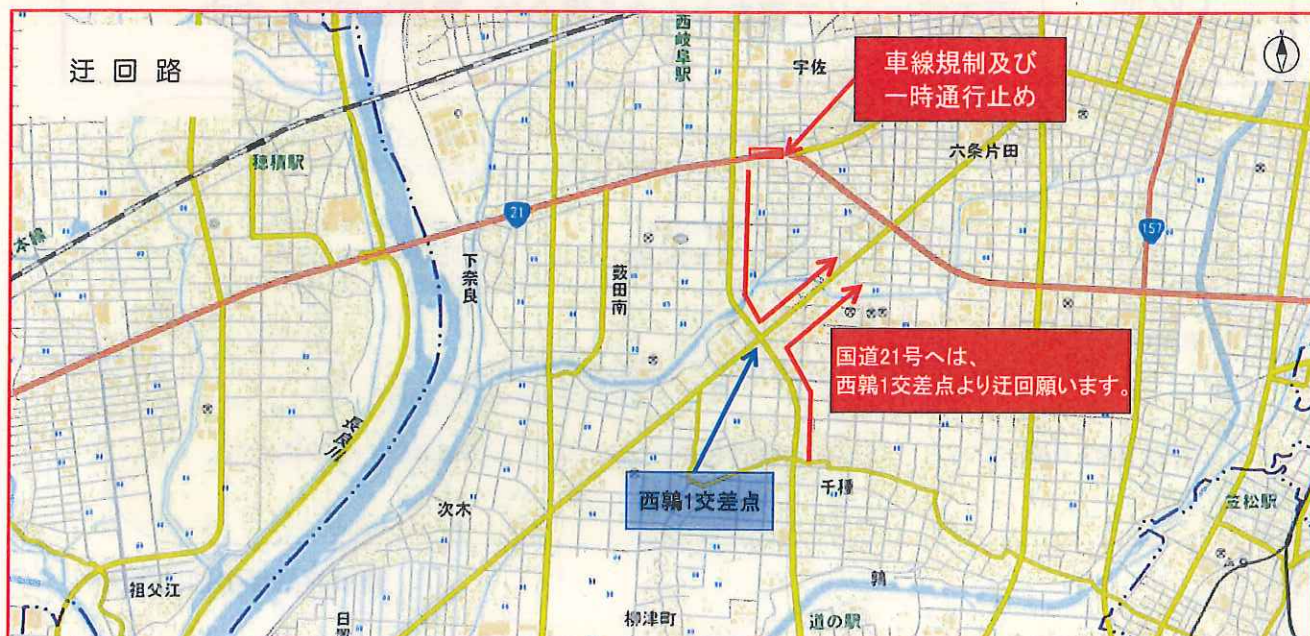 迂回路
西岐阜駅
宇佐
車線規制及び
一時通行止め
穂積駅
六条片田
本線
21
157
下奈良
薮田南
国道21号へは、
西鶉1交差点より迂回願います。
長良川
西鶉1交差点
千種
次木
笠松駅
祖父江
鶉
柳津町
道の駅